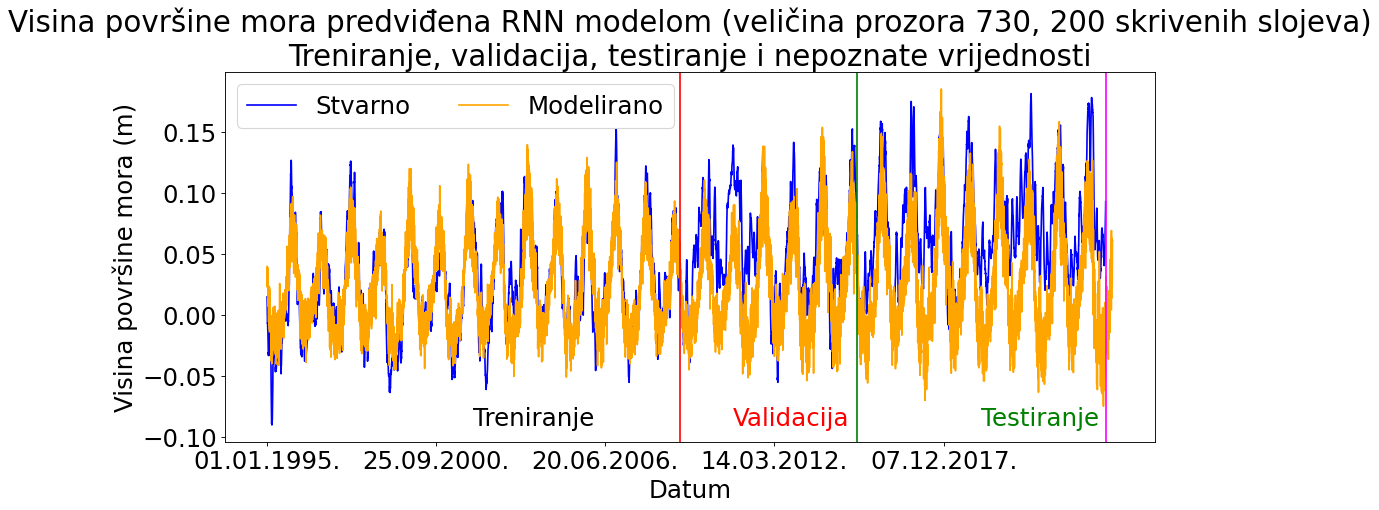 Visina površine mora predviđena RNN modelom (veličina prozora 730, 200 skrivenih slojeva)
Treniranje, validacija, testiranje i nepoznate vrijednosti
Stvarno
Modelirano
Visina površine mora (m)
0.15
0.10
0.05
0.00
−0.05
−0.10
Treniranje
Validacija
Testiranje
01.01.1995.
25.09.2000.
20.06.2006.
14.03.2012.
07.12.2017.
Datum